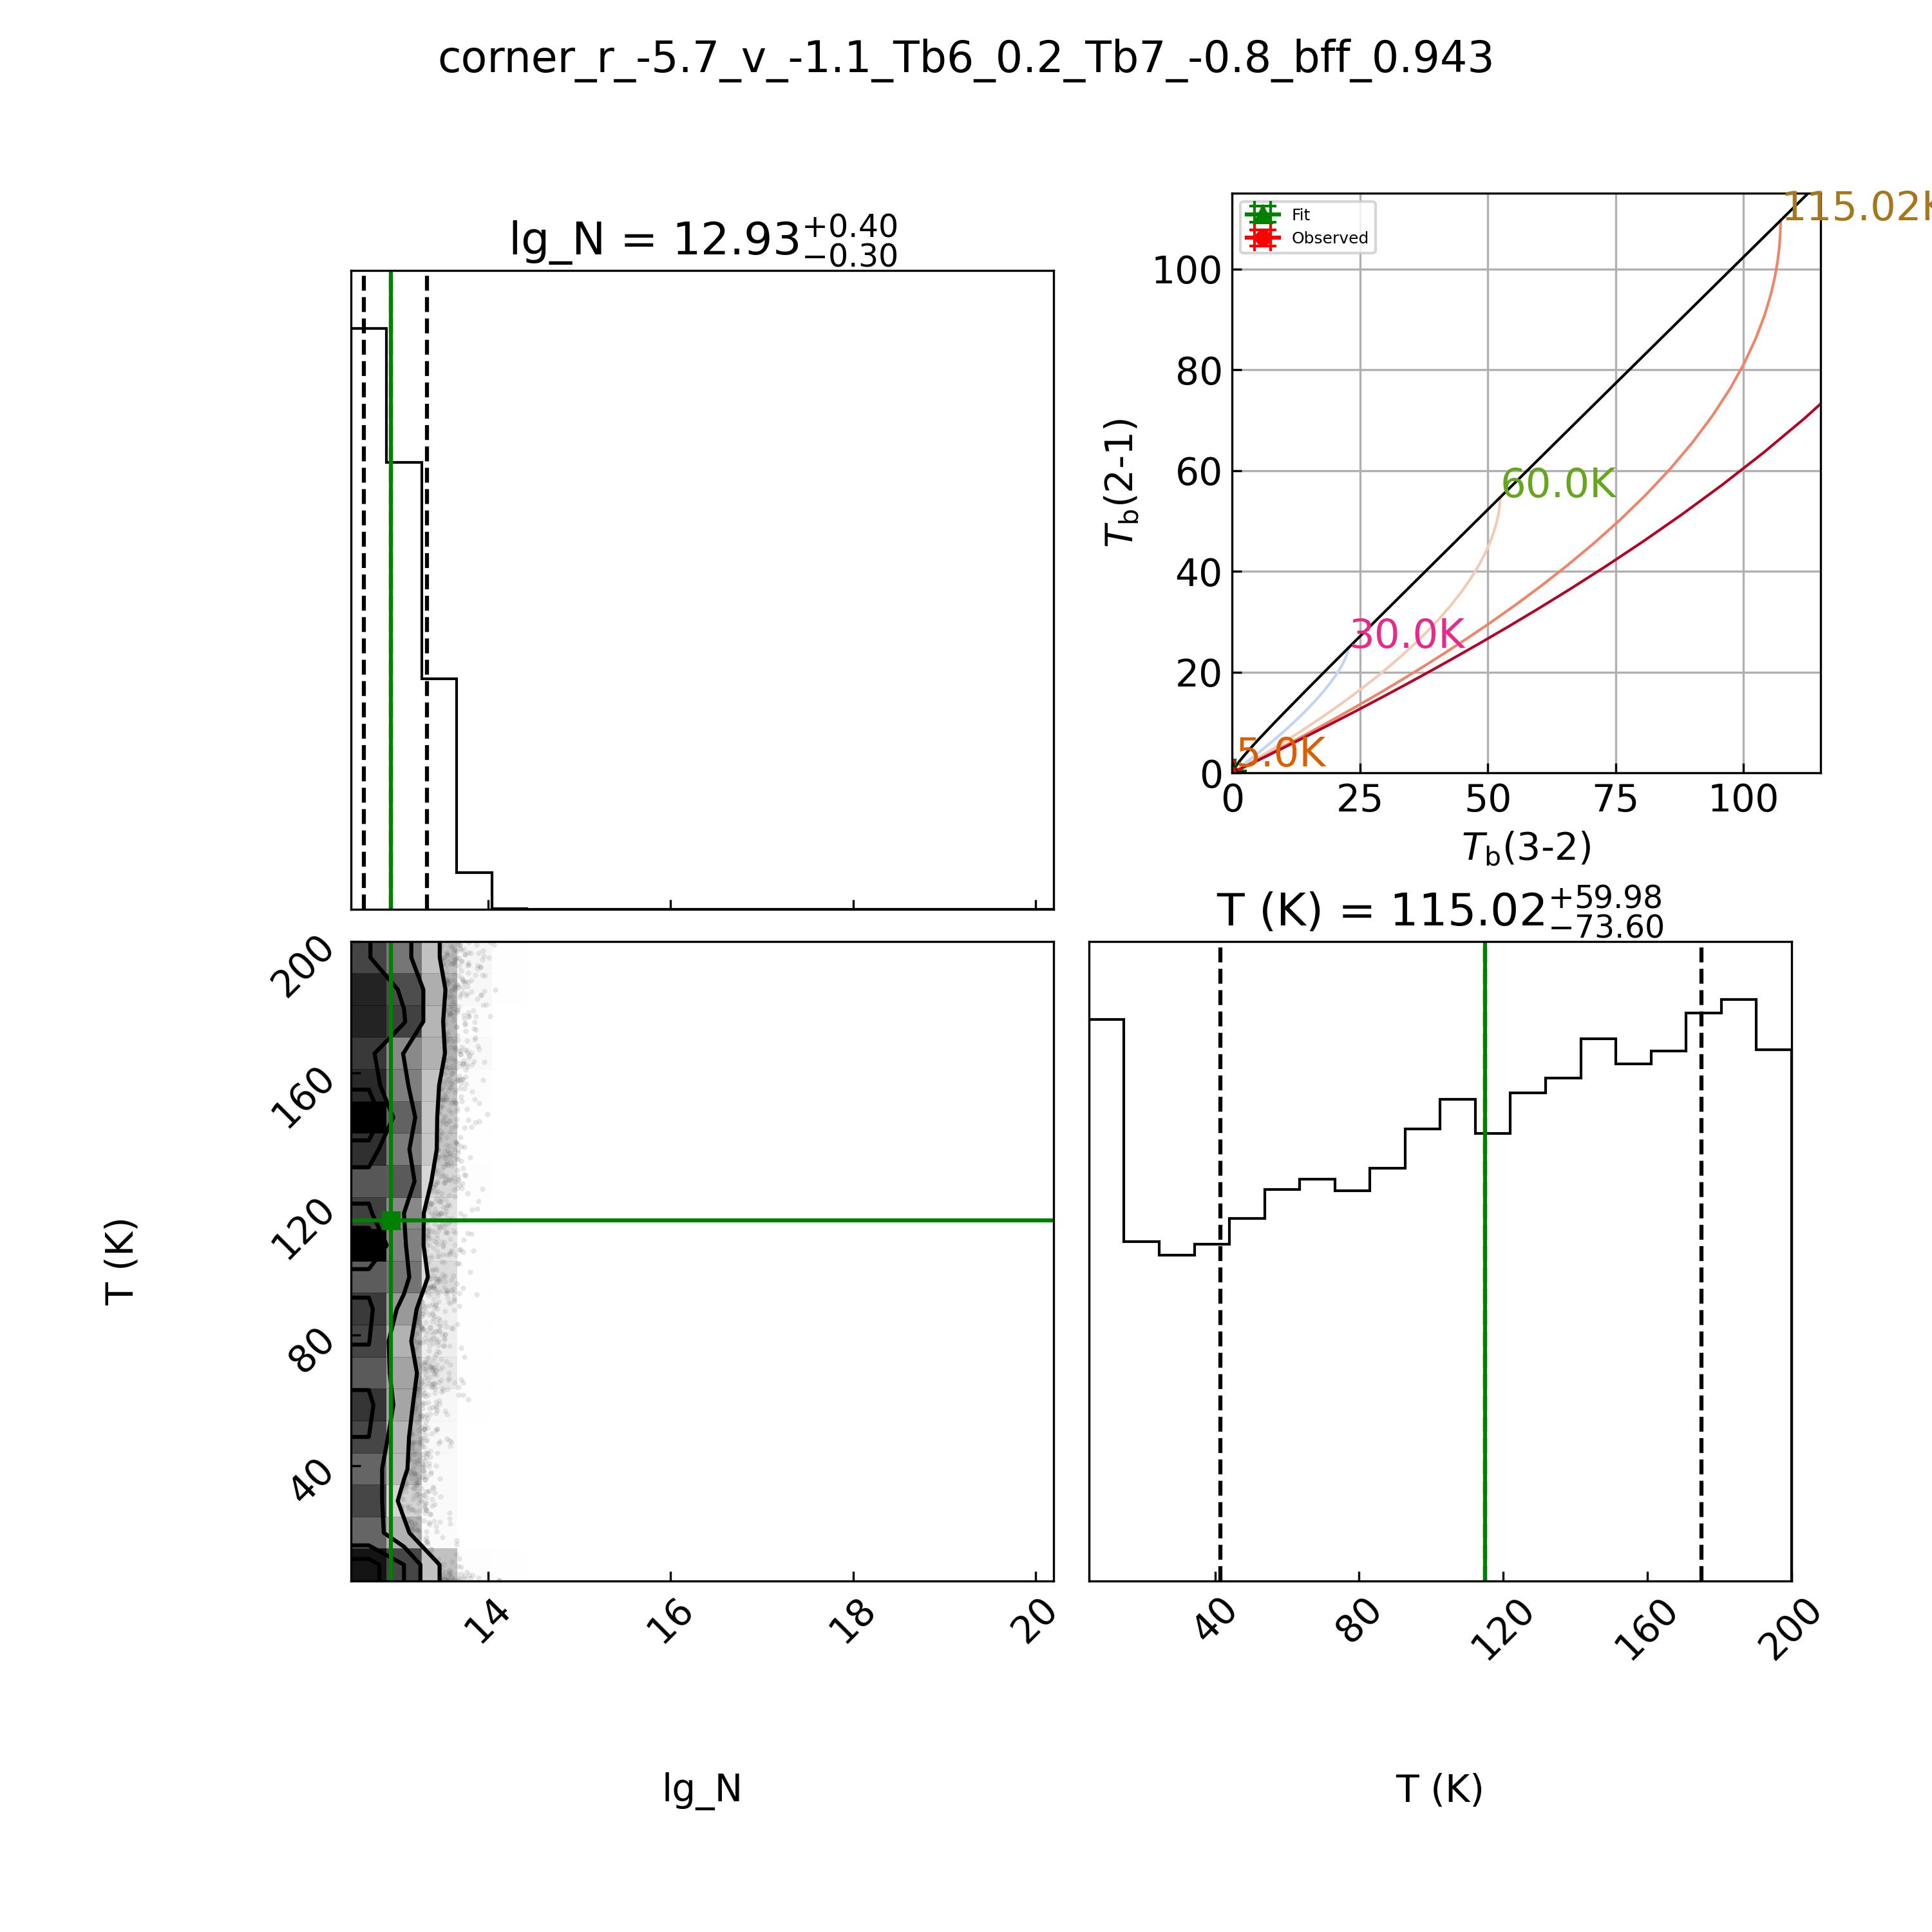 corner_r_-5.7_v_-1.1_Tb6_0.2_Tb7_-0.8_bff_0.943
lg_N = 12.93+0.40−0.30
Fit
Observed
115.02K
60.0K
30.0K
5.0K
100
80
60
40
20
0
0 25 50 75 100
Tb(2-1)
Tb(3-2)
T (K) = 115.02+59.98−73.60
200
160
120
80
40
T (K)
14 16 18 20
lg_N
40 80 120 160 200
T (K)